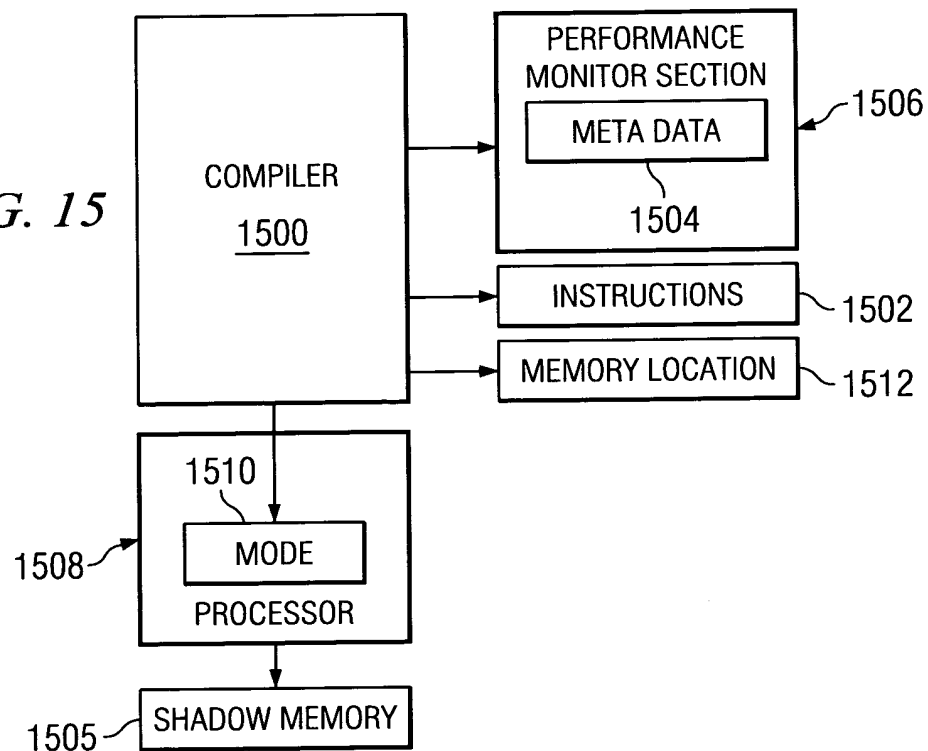 PERFORMANCE
MONITOR SECTION
META DATA
1504
1506
COMPILER
1500
G. 15
INSTRUCTIONS
1502
MEMORY LOCATION
1512
1510
MODE
PROCESSOR
1508
SHADOW MEMORY
1505